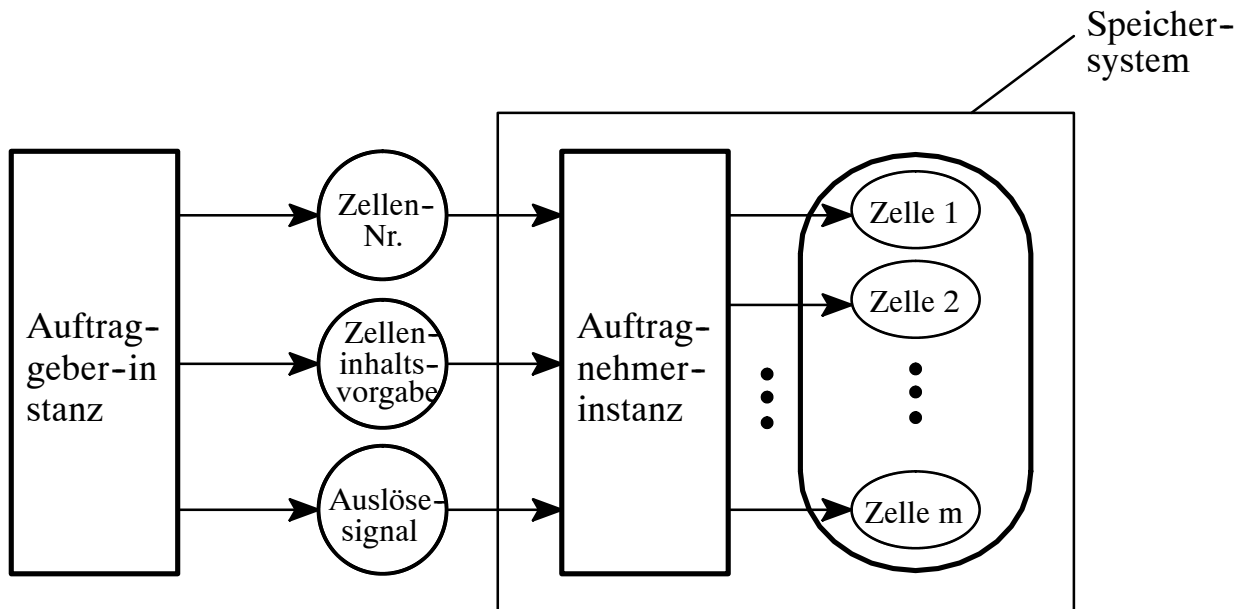 Speicher-
system
Auftrag-
geber-in
stanz
Zellen-
Nr.
Zellen-
inhalts-
vorgabe
Auslöse-
signal
Auftrag-
nehmer-
instanz
Zelle 1
Zelle 2
Zelle m